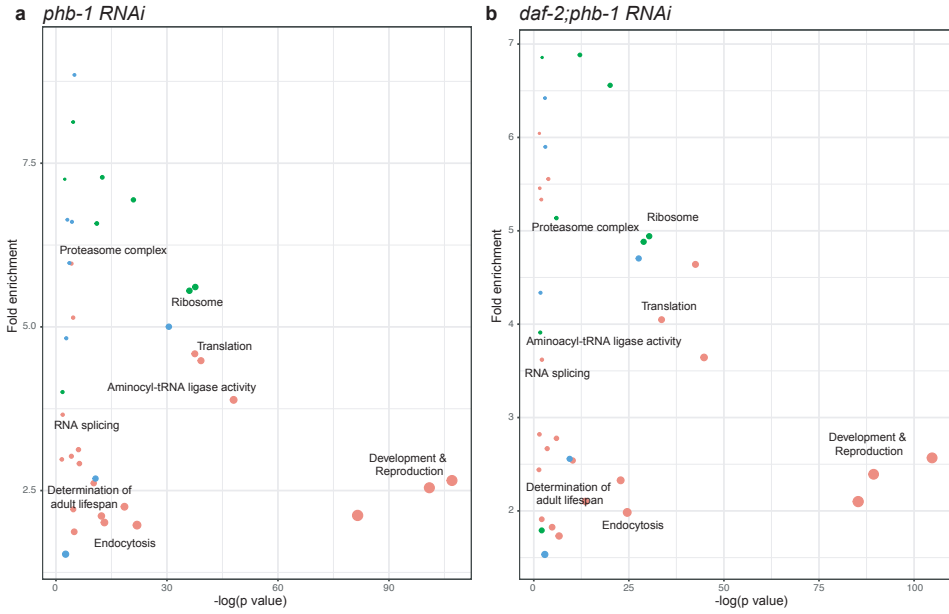 a phb-1 RNAi
Fold enrichment
7.5
5.0
2.5
Proteasome complex
Ribosome
Translation
Aminocyl-tRNA ligase activity
RNA splicing
Development &
Reproduction
Determination of
adult lifespan
Endocytosis
0 30 60 90
-log(p value)
b daf-2;phb-1 RNAi
Fold enrichment
7
6
5
4
3
2
Ribosome
Proteasome complex
Translation
Aminoacyl-tRNA ligase activity
RNA splicing
Development &
Reproduction
Determination of
adult lifespan
Endocytosis
0 25 50 75 100
-log(p value)